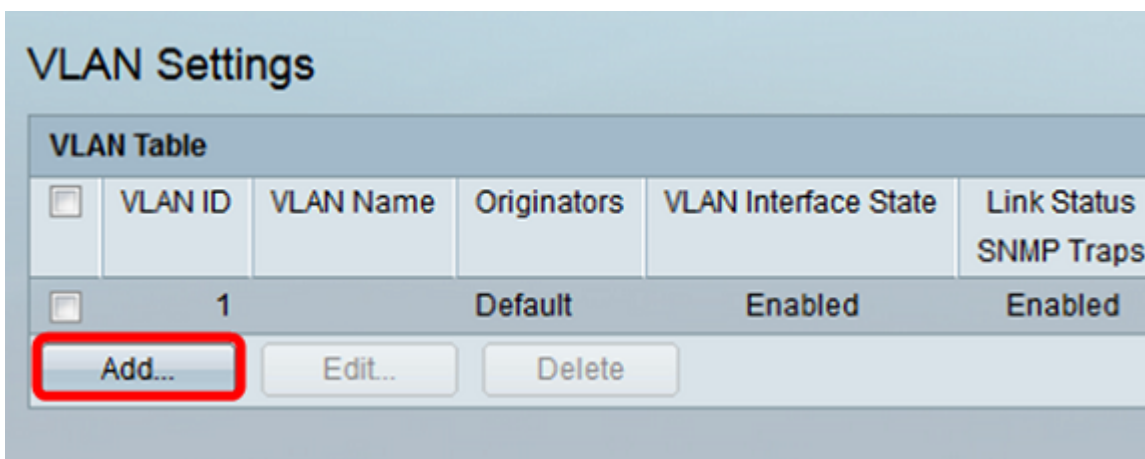 VLAN Settings
VLAN Table
VLAN ID VLAN Name Originators VLAN Interface State Link Status
SNMP Traps
1 Default Enabled Enabled
Add... Edit... Delete